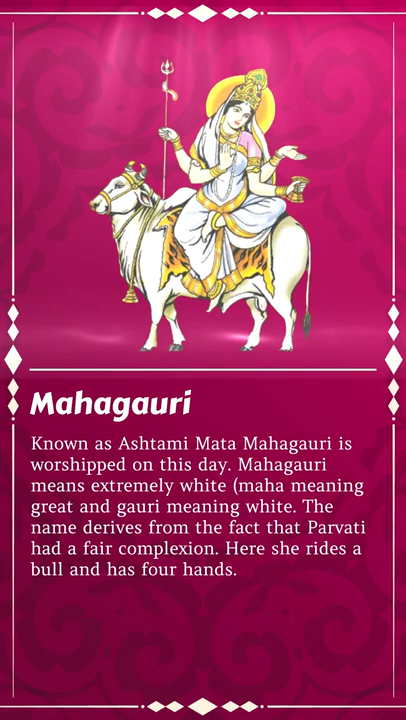 Mahagauri
Known as Ashtami Mata Mahagauri is
worshipped on this day. Mahagauri
means extremely white (maha meaning
great and gauri meaning white. The
name derives from the fact that Parvati
had a fair complexion. Here she rides a
bull and has four hands.